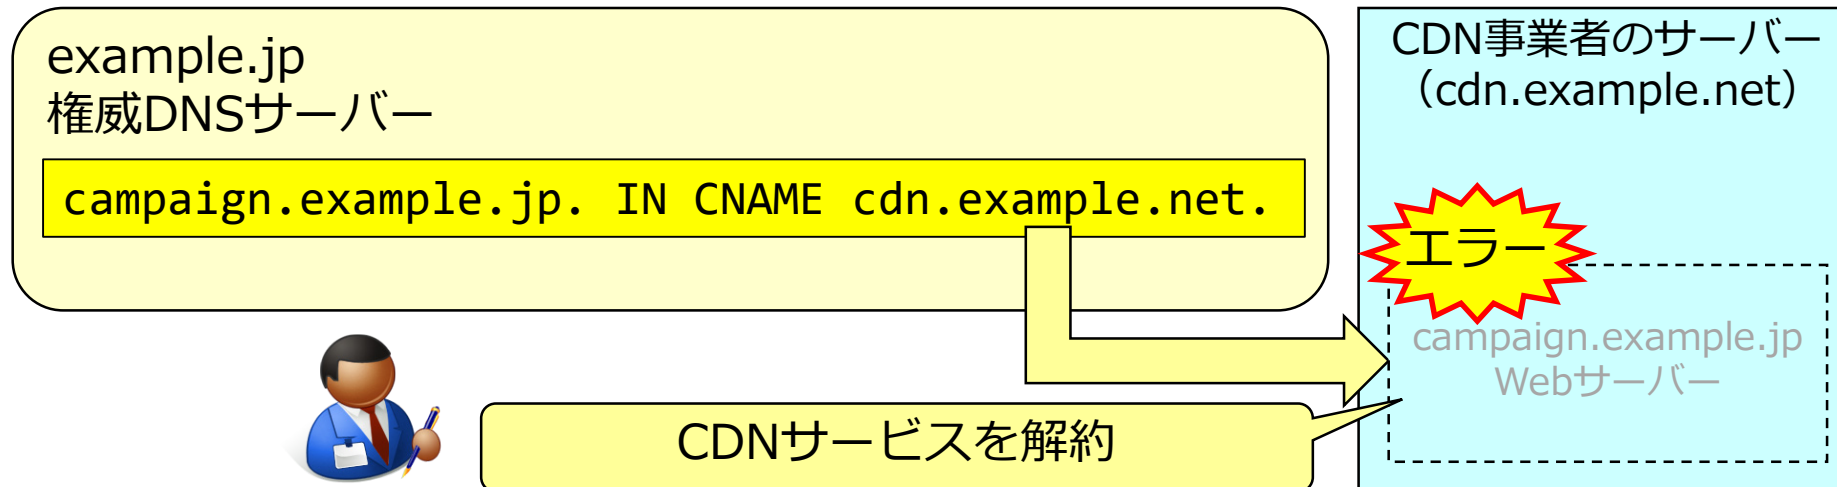 example.jp
権威DNSサーバー
campaign.example.jp. IN CNAME cdn.example.net.
CDN事業者のサーバー
（cdn.example.net）
エラー
campaign.example.jp
Webサーバー
CDNサービスを解約